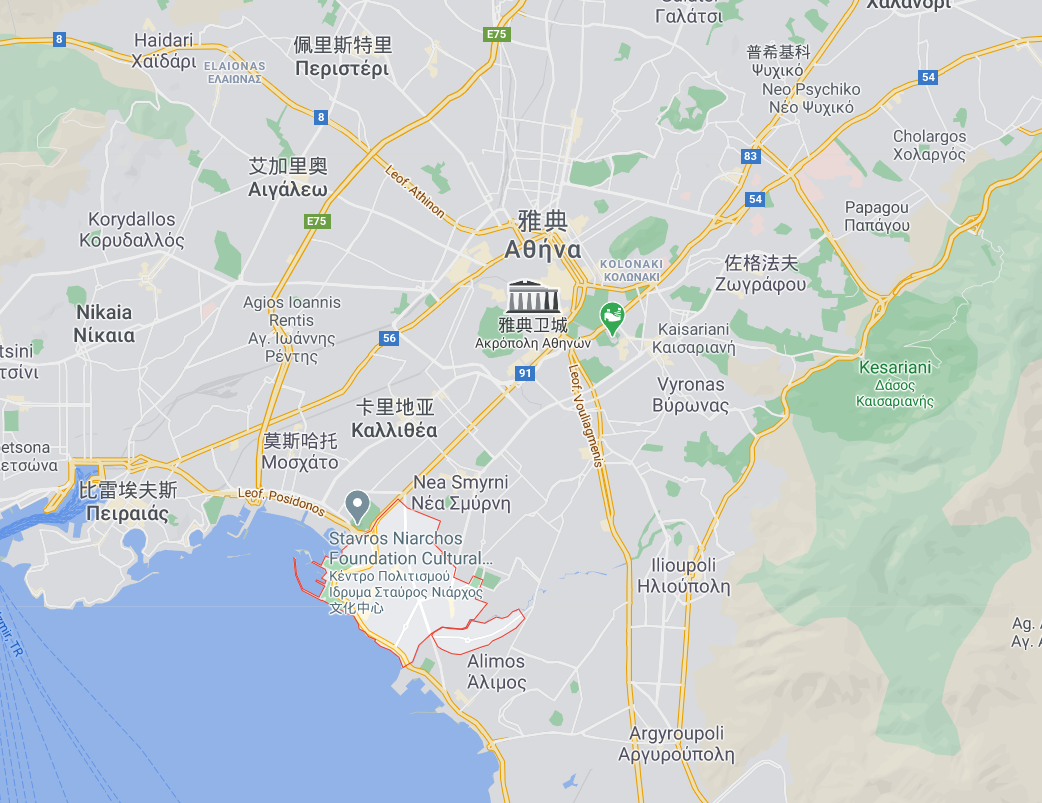 Γαλάτσι
Χαλάνδρι
8
Haidari
Χαϊδάρι
ELAIONAS
ΕΛΑΙΩΝΑΣ
佩里斯特里
Περιστέρι
E75
普希基科
Ψυχικό
Neo Psychiko
Νέο Ψυχικό
54
8
Cholargos
Χολαργός
83
艾加里奥
Αιγάλεω
Leof. Athinon
54
Korydallos
Κορυδαλλός
E75
雅典
Αθήνα
Papagou
Παπάγου
KOLONAKI
ΚΟΛΩΝΑΚΙ
佐格法夫
Ζωγράφου
Nikaia
Νίκαια
Agios Ioannis
Rentis
Αγ. Ιωάννης
Ρέντης
雅典卫城
Ακρόπολη Αθηνών
Kaisariani
Καισαριανή
56
tsini
τσίνι
91
Leof. Vouliagmenis
Kesariani
Δάσος
Καισαριανής
Vyronas
Βύρωνας
卡里地亚
Καλλιθέα
莫斯哈托
Μοσχάτο
etsona
ετσώνα
比雷埃夫斯
Πειραιάς
Leof. Posidonos
Nea Smyrni
Νέα Σμύρνη
Stavros Niarchos
Foundation Cultural...
Κέντρο Πολιτισμού
Ίδρυμα Σταύρος Νιάρχος
文化中心
Ilioupoli
Ηλιούπολη
mir, TR
Ag. A
Αγ. Α
Alimos
Άλιμος
Argyroupoli
Αργυρούπολη